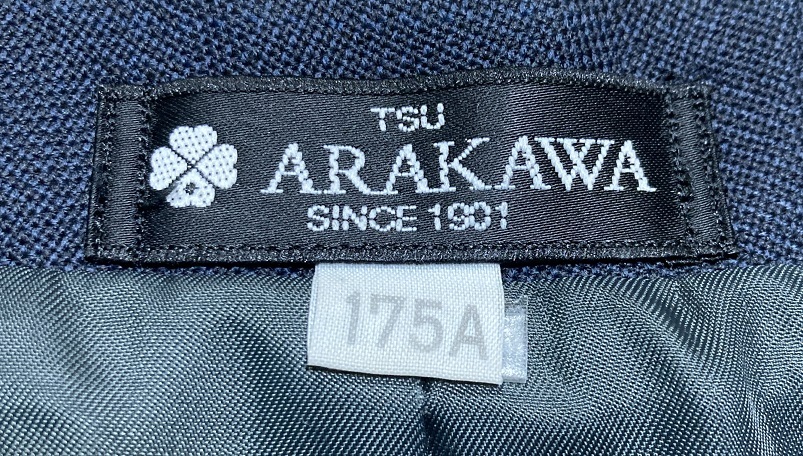 TSU
ARAKAWA
SINCE 1901
175A